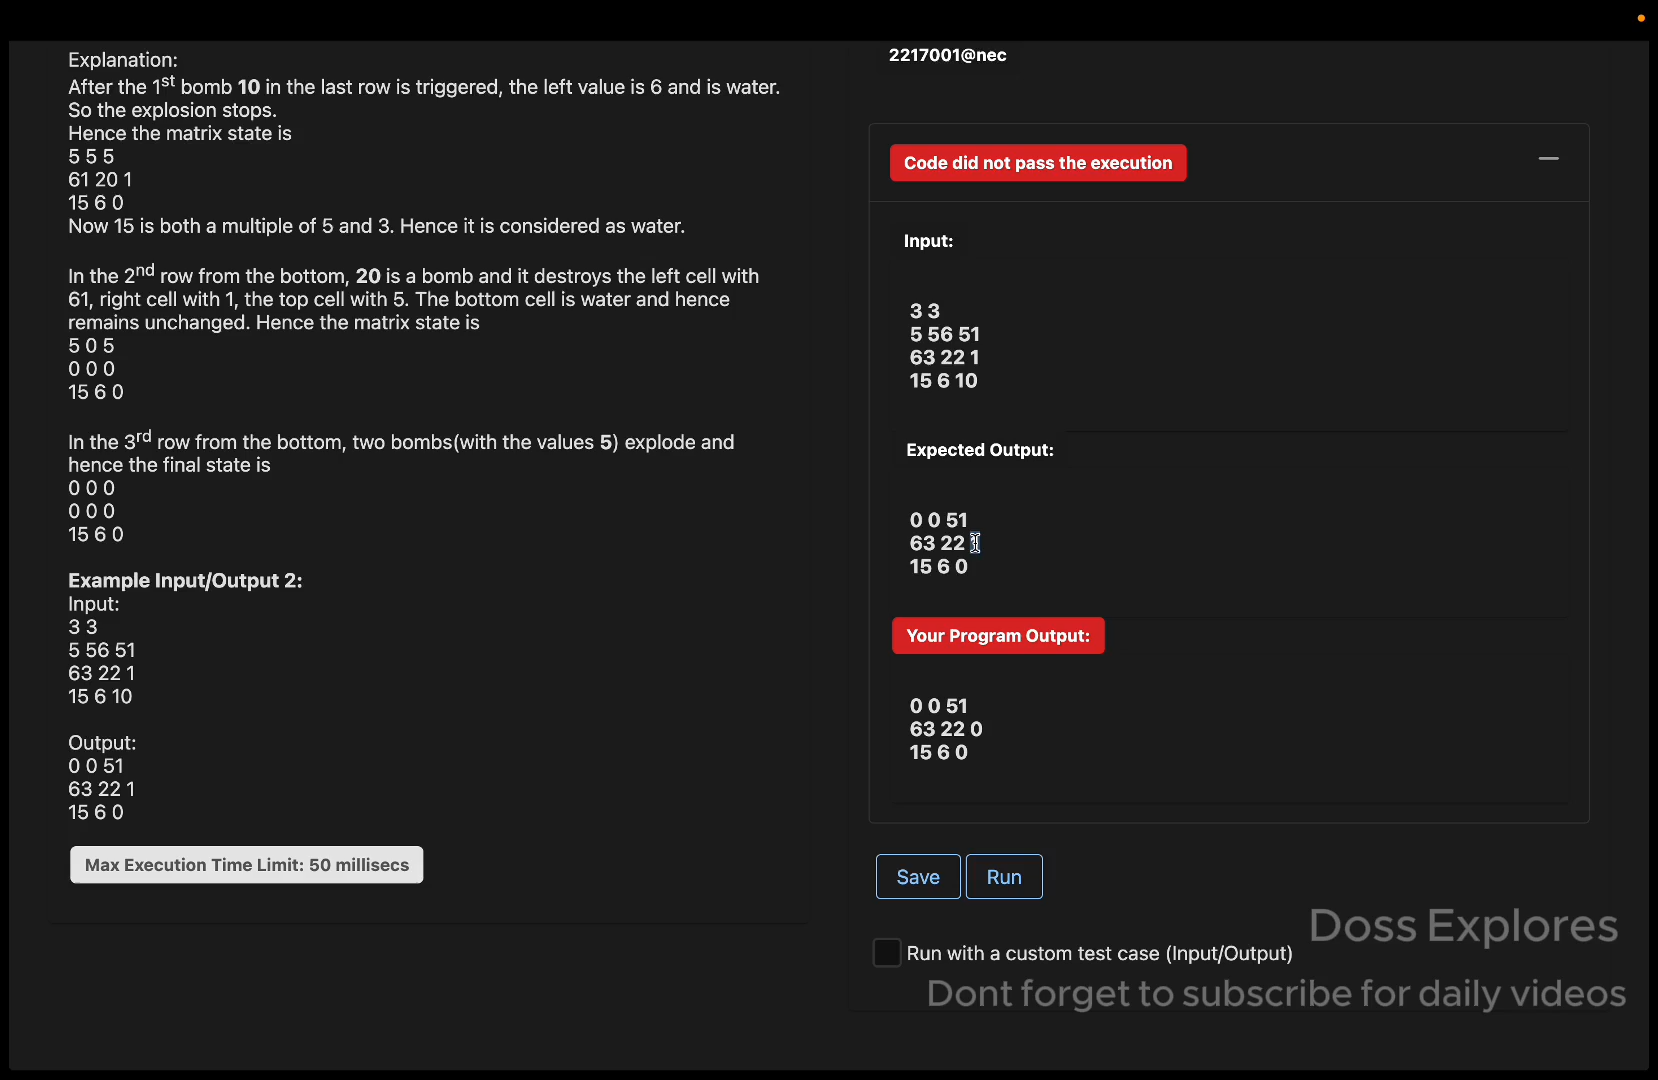 Explanation:
After the 1st bomb 10 in the last row is triggered, the left value is 6 and is water.
So the explosion stops.
Hence the matrix state is
5 5 5
61 20 1
15 6 0
Now 15 is both a multiple of 5 and 3. Hence it is considered as water.
In the 2nd row from the bottom, 20 is a bomb and it destroys the left cell with
61, right cell with 1, the top cell with 5. The bottom cell is water and hence
remains unchanged. Hence the matrix state is
5 0 5
0 0 0
15 6 0
In the 3rd row from the bottom, two bombs(with the values 5) explode and
hence the final state is
0 0 0
0 0 0
15 6 0
Example Input/Output 2:
Input:
3 3
5 56 51
63 22 1
15 6 10
Output:
0 0 51
63 22 1
15 6 0
Max Execution Time Limit: 50 millisecs
2217001@nec
Code did not pass the execution
Input:
3 3
5 56 51
63 22 1
15 6 10
Expected Output:
0 0 51
63 22 1
15 6 0
Your Program Output:
0 0 51
63 22 0
15 6 0
Save Run
Run with a custom test case (Input/Output)
Doss Explores
Dont forget to subscribe for daily videos